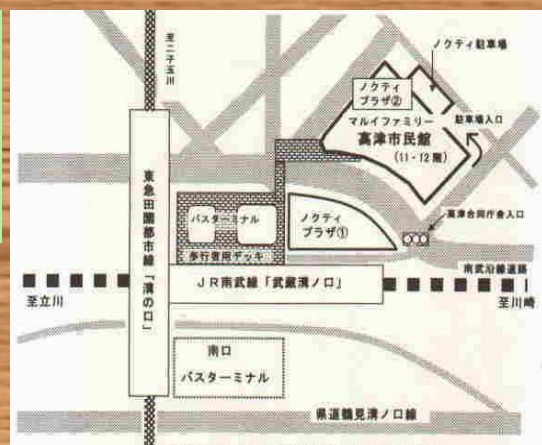 至二子玉川
ノクティ駐車場
ノクティ
プラザ②
マルイファミリー
高津市民館
(11・12階)
駐車場入口
高津合同庁舎入口
東急田園都市線「溝の口」
バスターミナル
歩行者用デッキ
ノクティ
プラザ①
南武沿線道路
JR南武線「武蔵溝ノ口」
至立川
至川崎
南口
バスターミナル
県道鶴見溝ノ口線